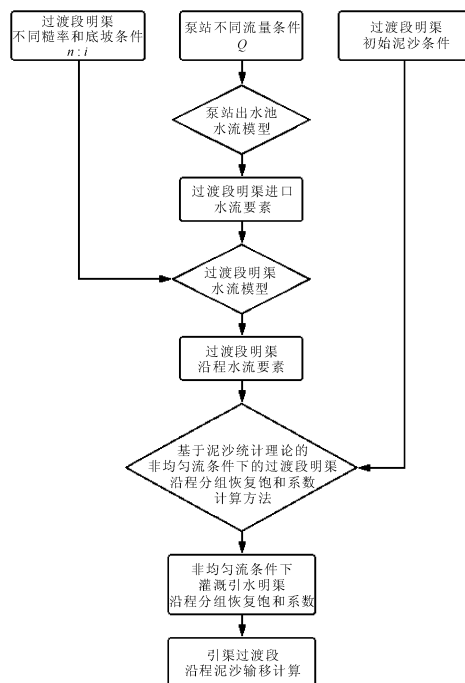 过渡段明渠
不同糙率和底坡条件
n:i
泵站不同流量条件
Q
过渡段明渠
初始泥沙条件
泵站出水池
水流模型
过渡段明渠进口
水流要素
过渡段明渠
水流模型
过渡段明渠
沿程水流要素
基于泥沙统计理论的
非均匀流条件下的过渡段明渠
沿程分组恢复饱和系数
计算方法
非均匀流条件下
灌溉引水明渠
沿程分组恢复饱和系数
引渠过渡段
沿程泥沙输移计算